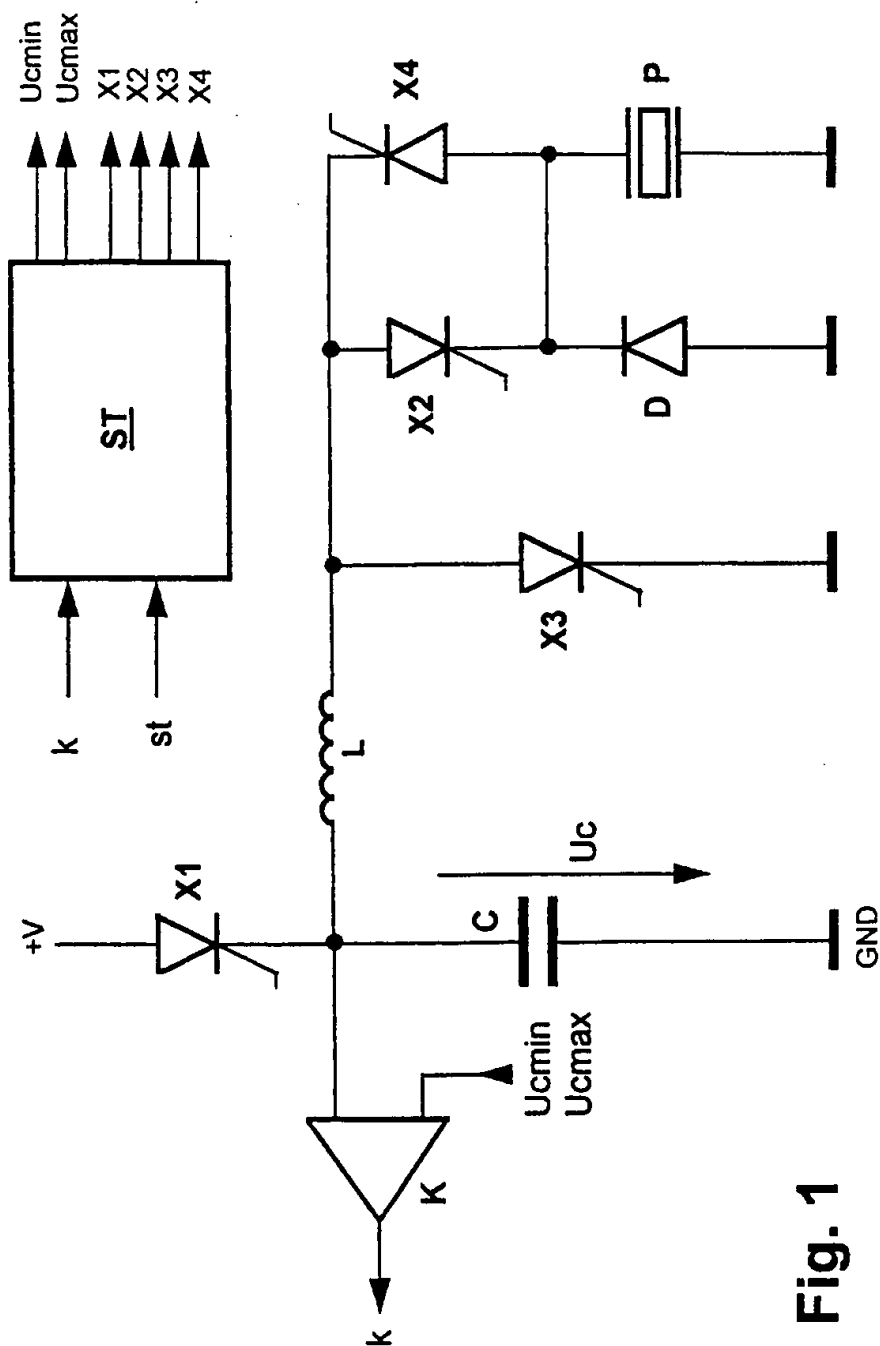 k
st
ST
Ucmin
Ucmax
X1
X2
X3
X4
+V
X1
L
X4
X2
P
D
X3
C
Uc
Ucmin
Ucmax
K
k
GND
Fig. 1